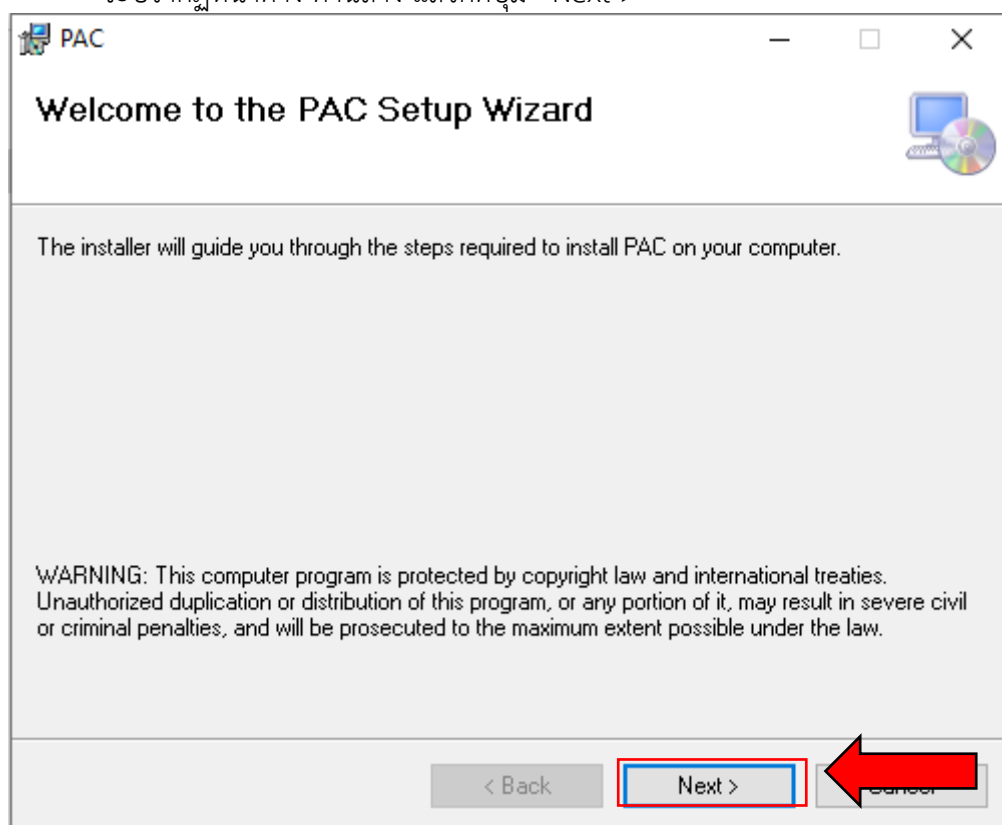 PAC
Welcome to the PAC Setup Wizard
The installer will guide you through the steps required to install PAC on your computer.
WARNING: This computer program is protected by copyright law and international treaties.
Unauthorized duplication or distribution of this program, or any portion of it, may result in severe civil
or criminal penalties, and will be prosecuted to the maximum extent possible under the law.
< Back
Next >